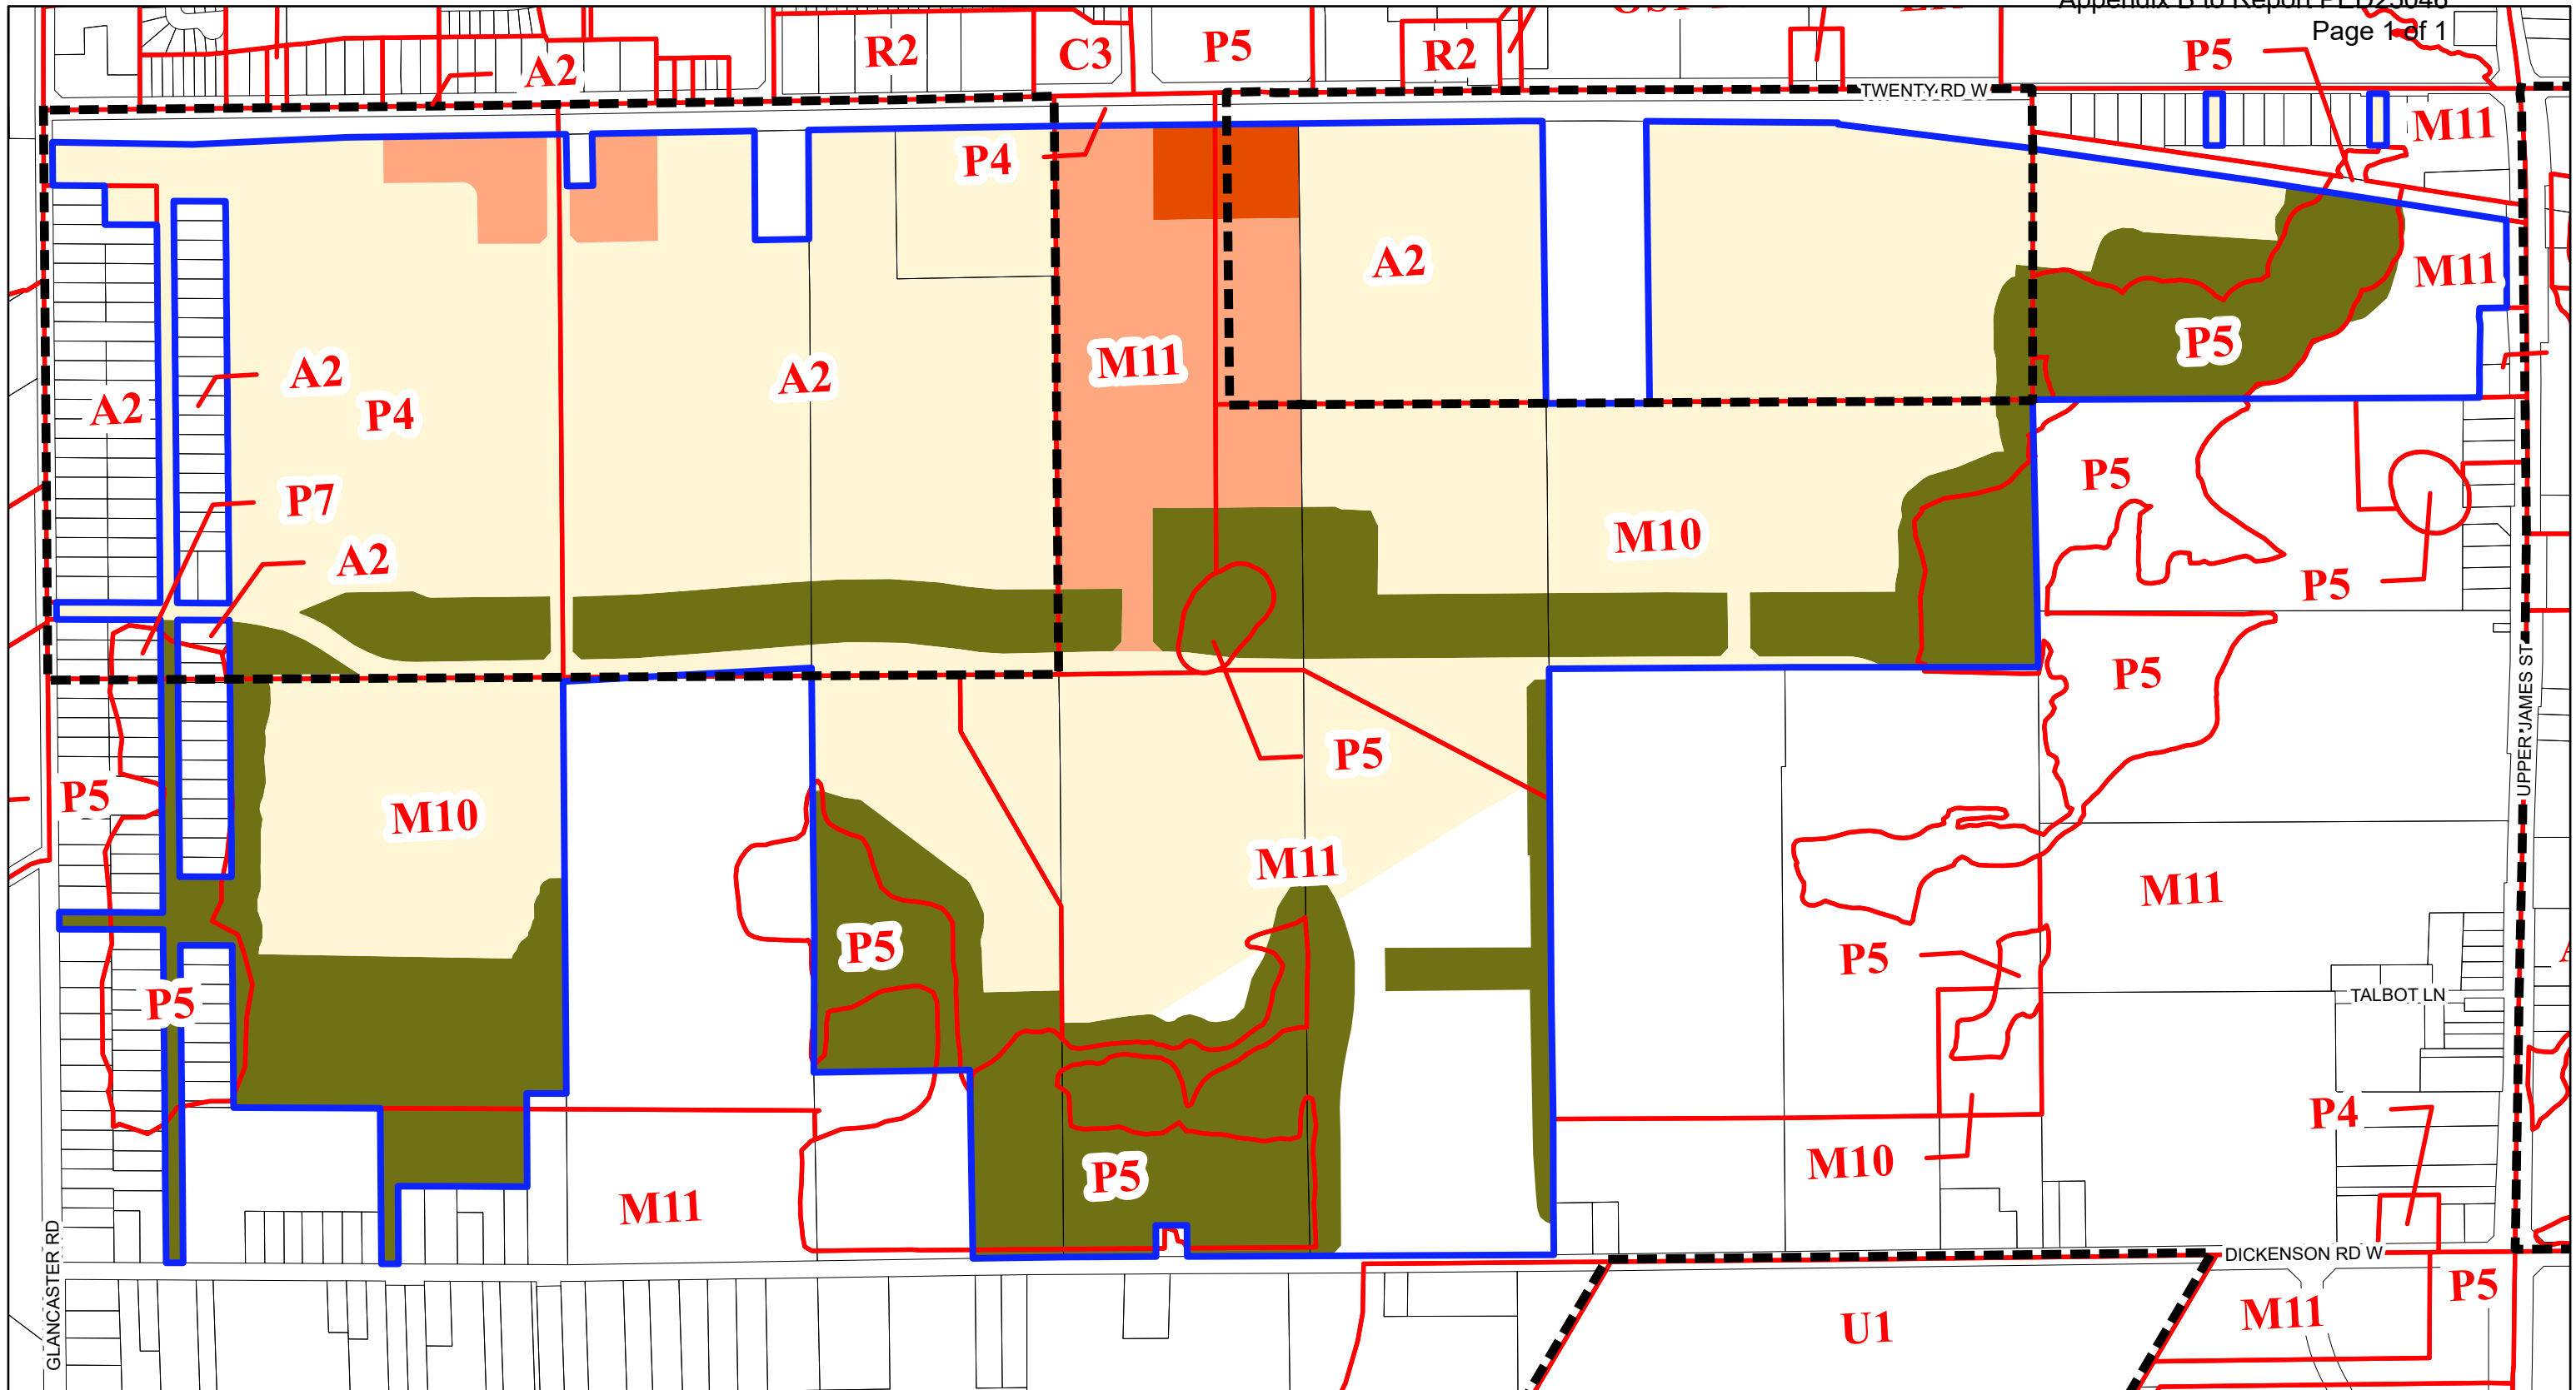 Page 1 of 1
R2
C3
P5
R2
P5
A2
TWENTY RD W
M11
P4
A2
M11
P5
M11
A2
A2
A2
P4
P7
A2
M10
P5
P5
P5
P5
P5
M10
M11
M11
P5
P5
P5
TALBOT LN
UPPER JAMES ST
P4
M10
P5
M11
DICKENSON RD W
GLANCASTER RD
P5
M11
U1